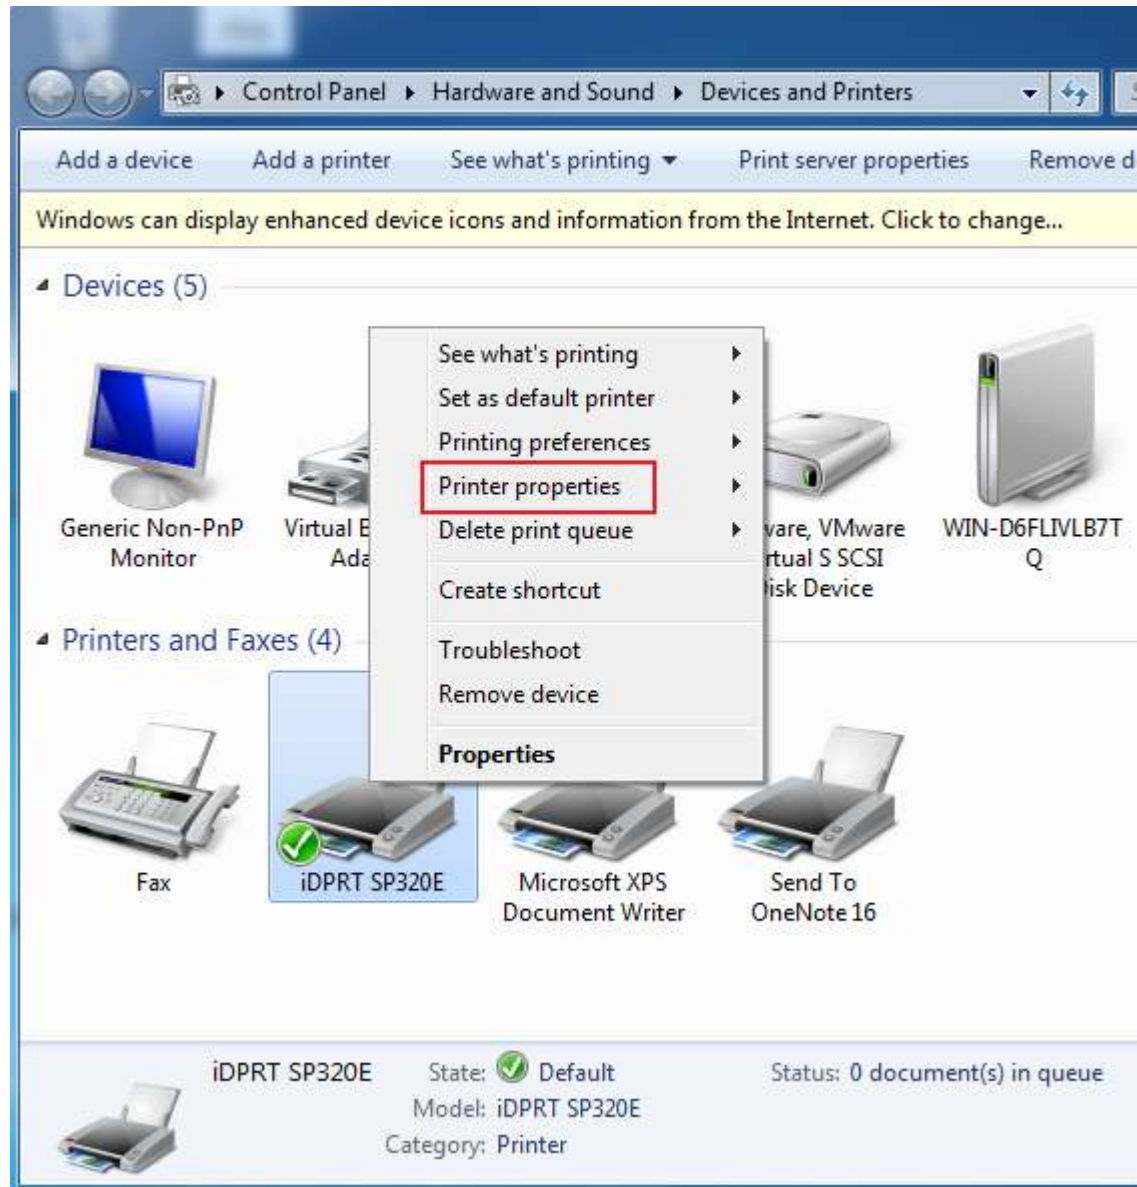 Control Panel Hardware and Sound Devices and Printers
Add a device Add a printer See what's printing Print server properties Remove d
Windows can display enhanced device icons and information from the Internet. Click to change...
Devices (5)
See what's printing
Set as default printer
Printing preferences
Printer properties
Delete print queue
Create shortcut
Troubleshoot
Remove device
Properties
Generic Non-PnP
Monitor
Virtual E
Ada
ware, VMware
rtual S SCSI
isk Device
WIN-D6FLIVLB7T
Q
Printers and Faxes (4)
Fax
iDPRT SP320E
Microsoft XPS
Document Writer
Send To
OneNote 16
iDPRT SP320E State: Default Status: 0 document(s) in queue
Model: iDPRT SP320E
Category: Printer